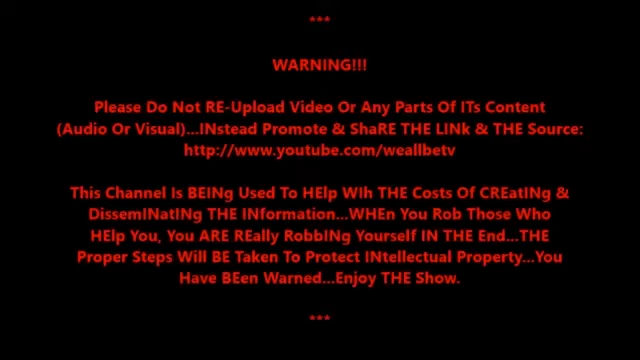 ***
WARNING!!!
Please Do Not RE-Upload Video Or Any Parts Of ITs Content
(Audio Or Visual)...INstead Promote & ShaRE THE LINk & THE Source:
http://www.youtube.com/weallbetv
This Channel Is BEINg Used To HElp WIh THE Costs Of CREatINg &
DissemINatINg THE INformation...WHEn You Rob Those Who
HElp You, You ARE REally RobbINg Yourself IN THE End...THE
Proper Steps Will BE Taken To Protect INtellectual Property...You
Have BEen Warned...Enjoy THE Show.
***